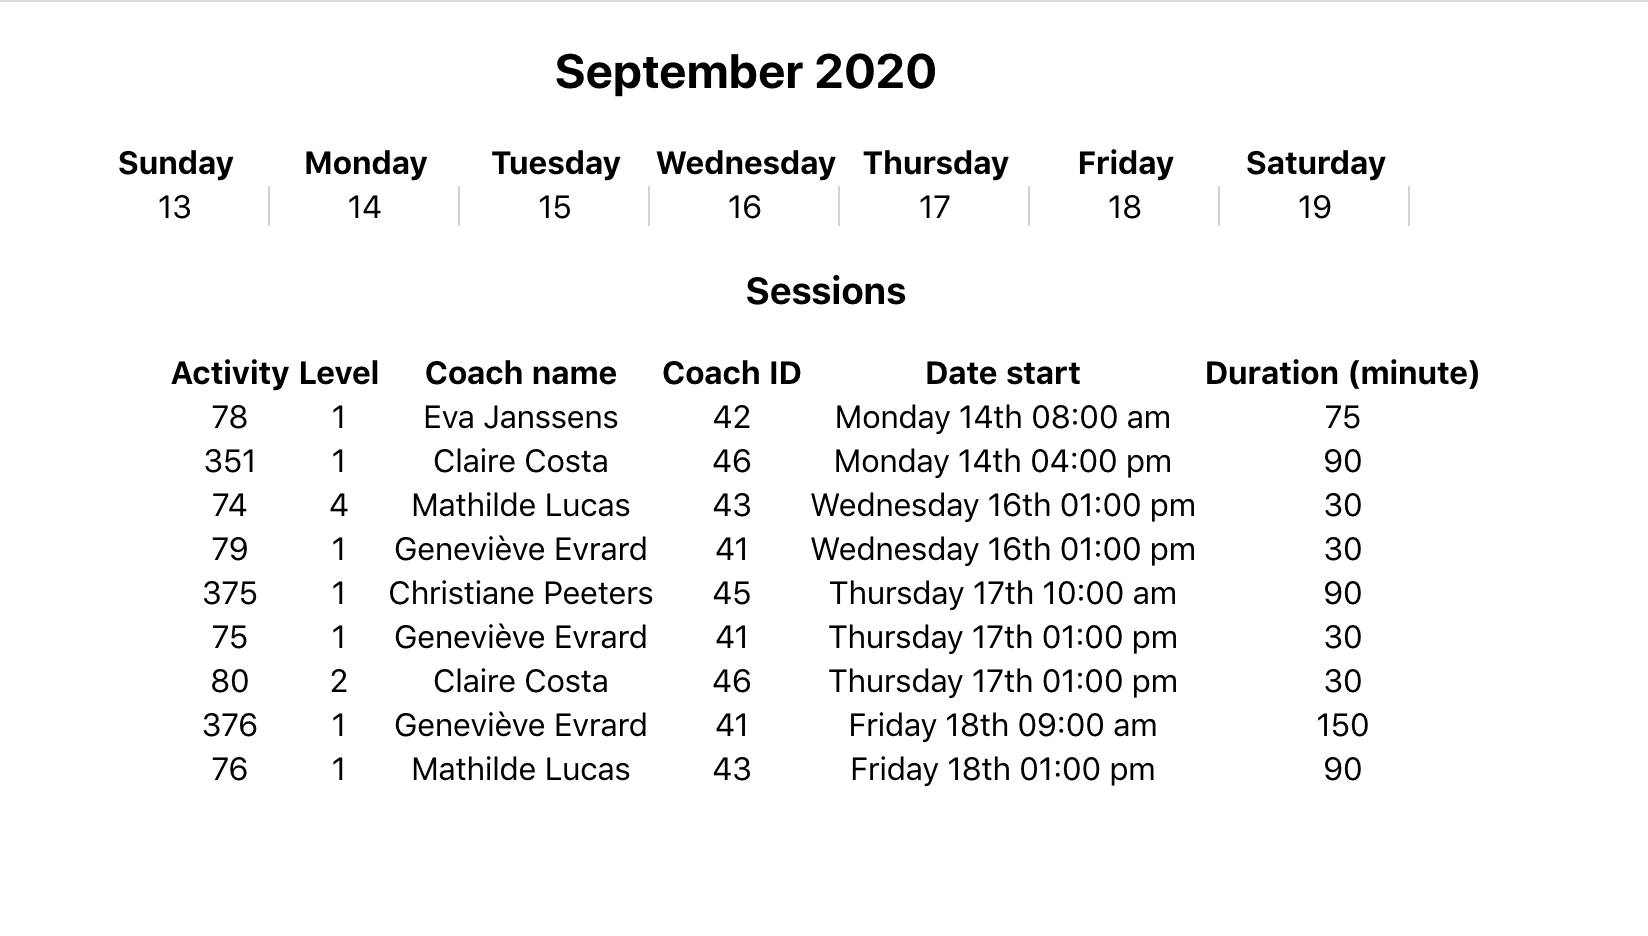 September 2020
Sunday Monday Tuesday Wednesday Thursday Friday Saturday
13 14 15 16 17 18 19
Sessions
Activity Level Coach name Coach ID Date start Duration (minute)
78 1 Eva Janssens 42 Monday 14th 08:00 am 75
351 1 Claire Costa 46 Monday 14th 04:00 pm 90
74 4 Mathilde Lucas 43 Wednesday 16th 01:00 pm 30
79 1 Geneviève Evrard 41 Wednesday 16th 01:00 pm 30
375 1 Christiane Peeters 45 Thursday 17th 10:00 am 90
75 1 Geneviève Evrard 41 Thursday 17th 01:00 pm 30
80 2 Claire Costa 46 Thursday 17th 01:00 pm 30
376 1 Geneviève Evrard 41 Friday 18th 09:00 am 150
76 1 Mathilde Lucas 43 Friday 18th 01:00 pm 90